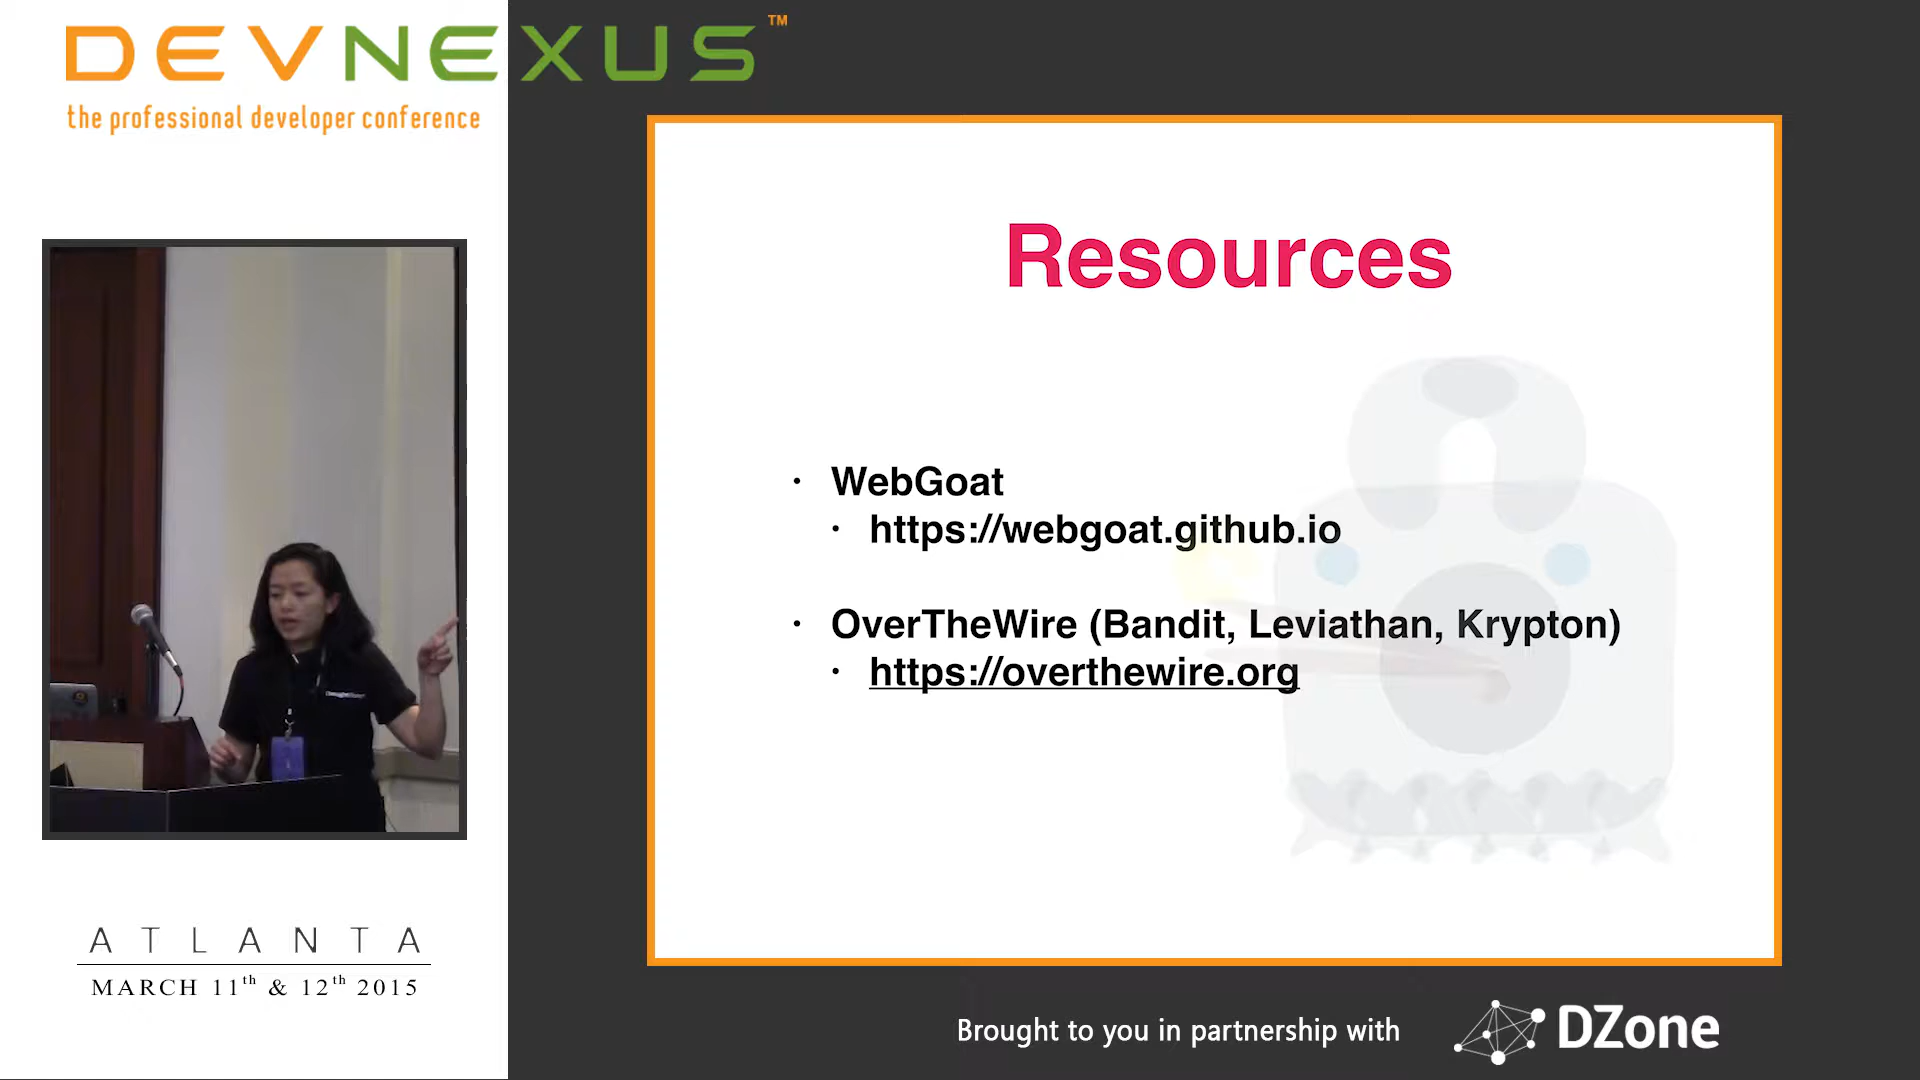 DEVNEXUS™
the professional developer conference
Resources
• WebGoat
• https://webgoat.github.io
• OverTheWire (Bandit, Leviathan, Krypton)
• https://overthewire.org
ATLANTA
MARCH 11th & 12th 2015
Brought to you in partnership with
DZone